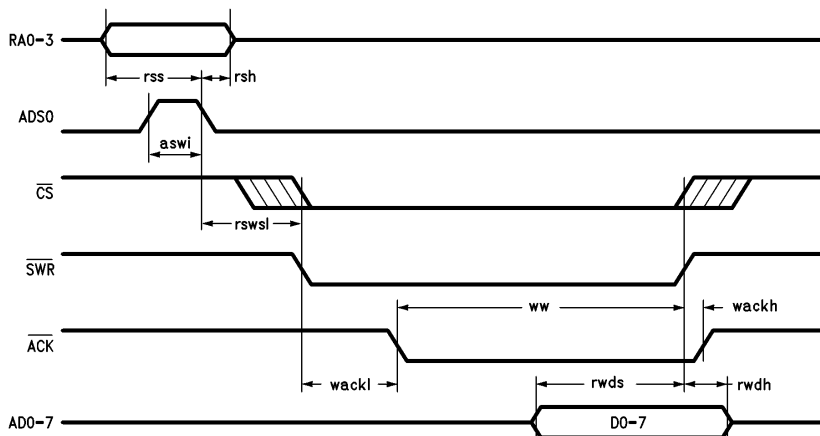 RA0-3
rss
rsh
ADS0
aswi
CS
rswsl
SWR
ww
wackh
ACK
wackl
rwds
rwdh
AD0-7
D0-7